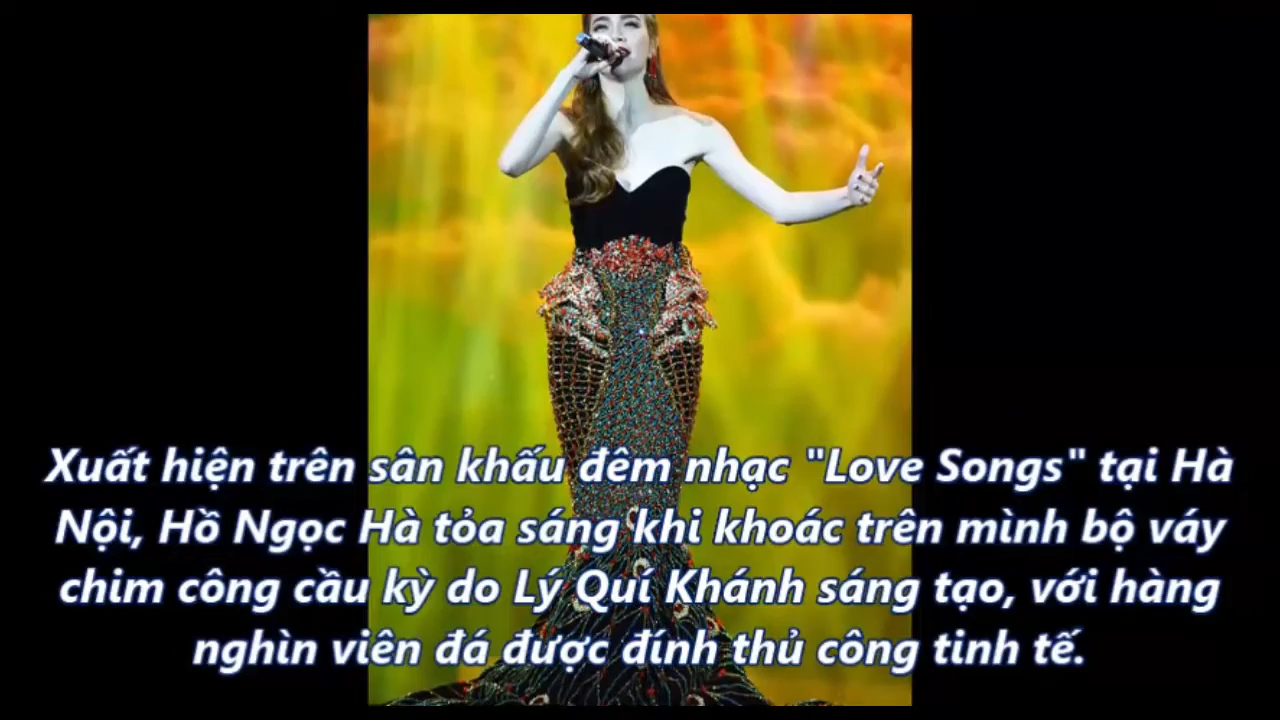 Xuất hiện trên sân khấu đêm nhạc "Love Songs" tại Hà
Nội, Hồ Ngọc Hà tỏa sáng khi khoác trên mình bộ váy
chim công cầu kỳ do Lý Quí Khánh sáng tạo, với hàng
nghìn viên đá được đính thủ công tinh tế.